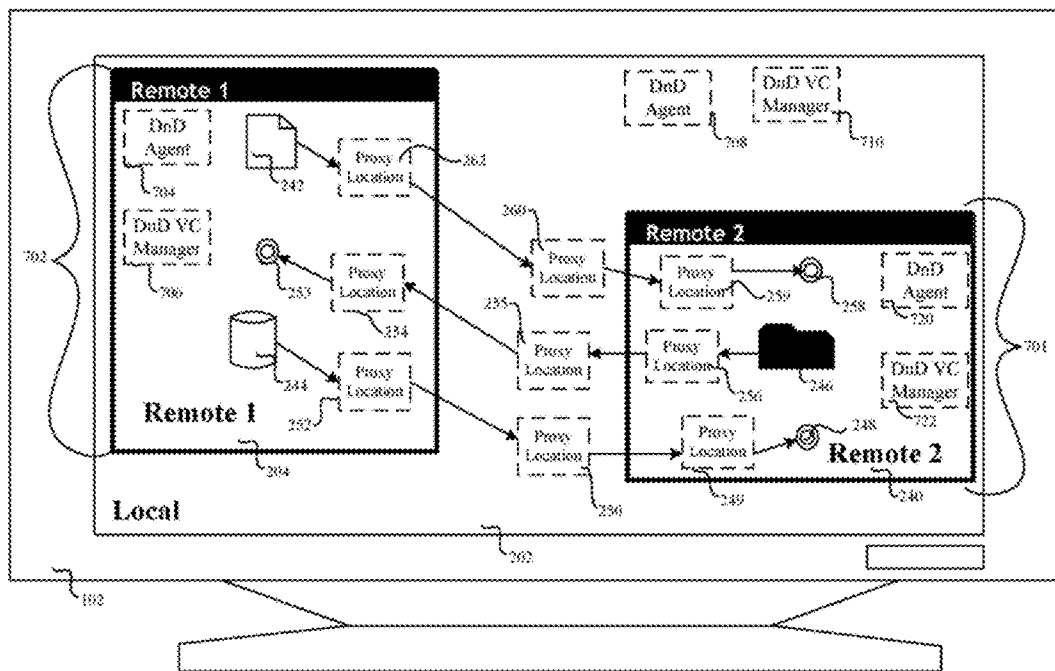 Remote 1
DnD
Agent
704
DnD VC
Manager
706
702
242
Proxy
Location
262
253
Proxy
Location
254
244
Proxy
Location
252
Remote 1
204
DnD
Agent
708
DnD VC
Manager
710
260
Proxy
Location
255
Proxy
Location
Proxy
Location
250
Remote 2
Proxy
Location
259
258
DnD
Agent
720
Proxy
Location
256
246
DnD VC
Manager
722
701
Proxy
Location
249
248
Remote 2
240
Local
202
102